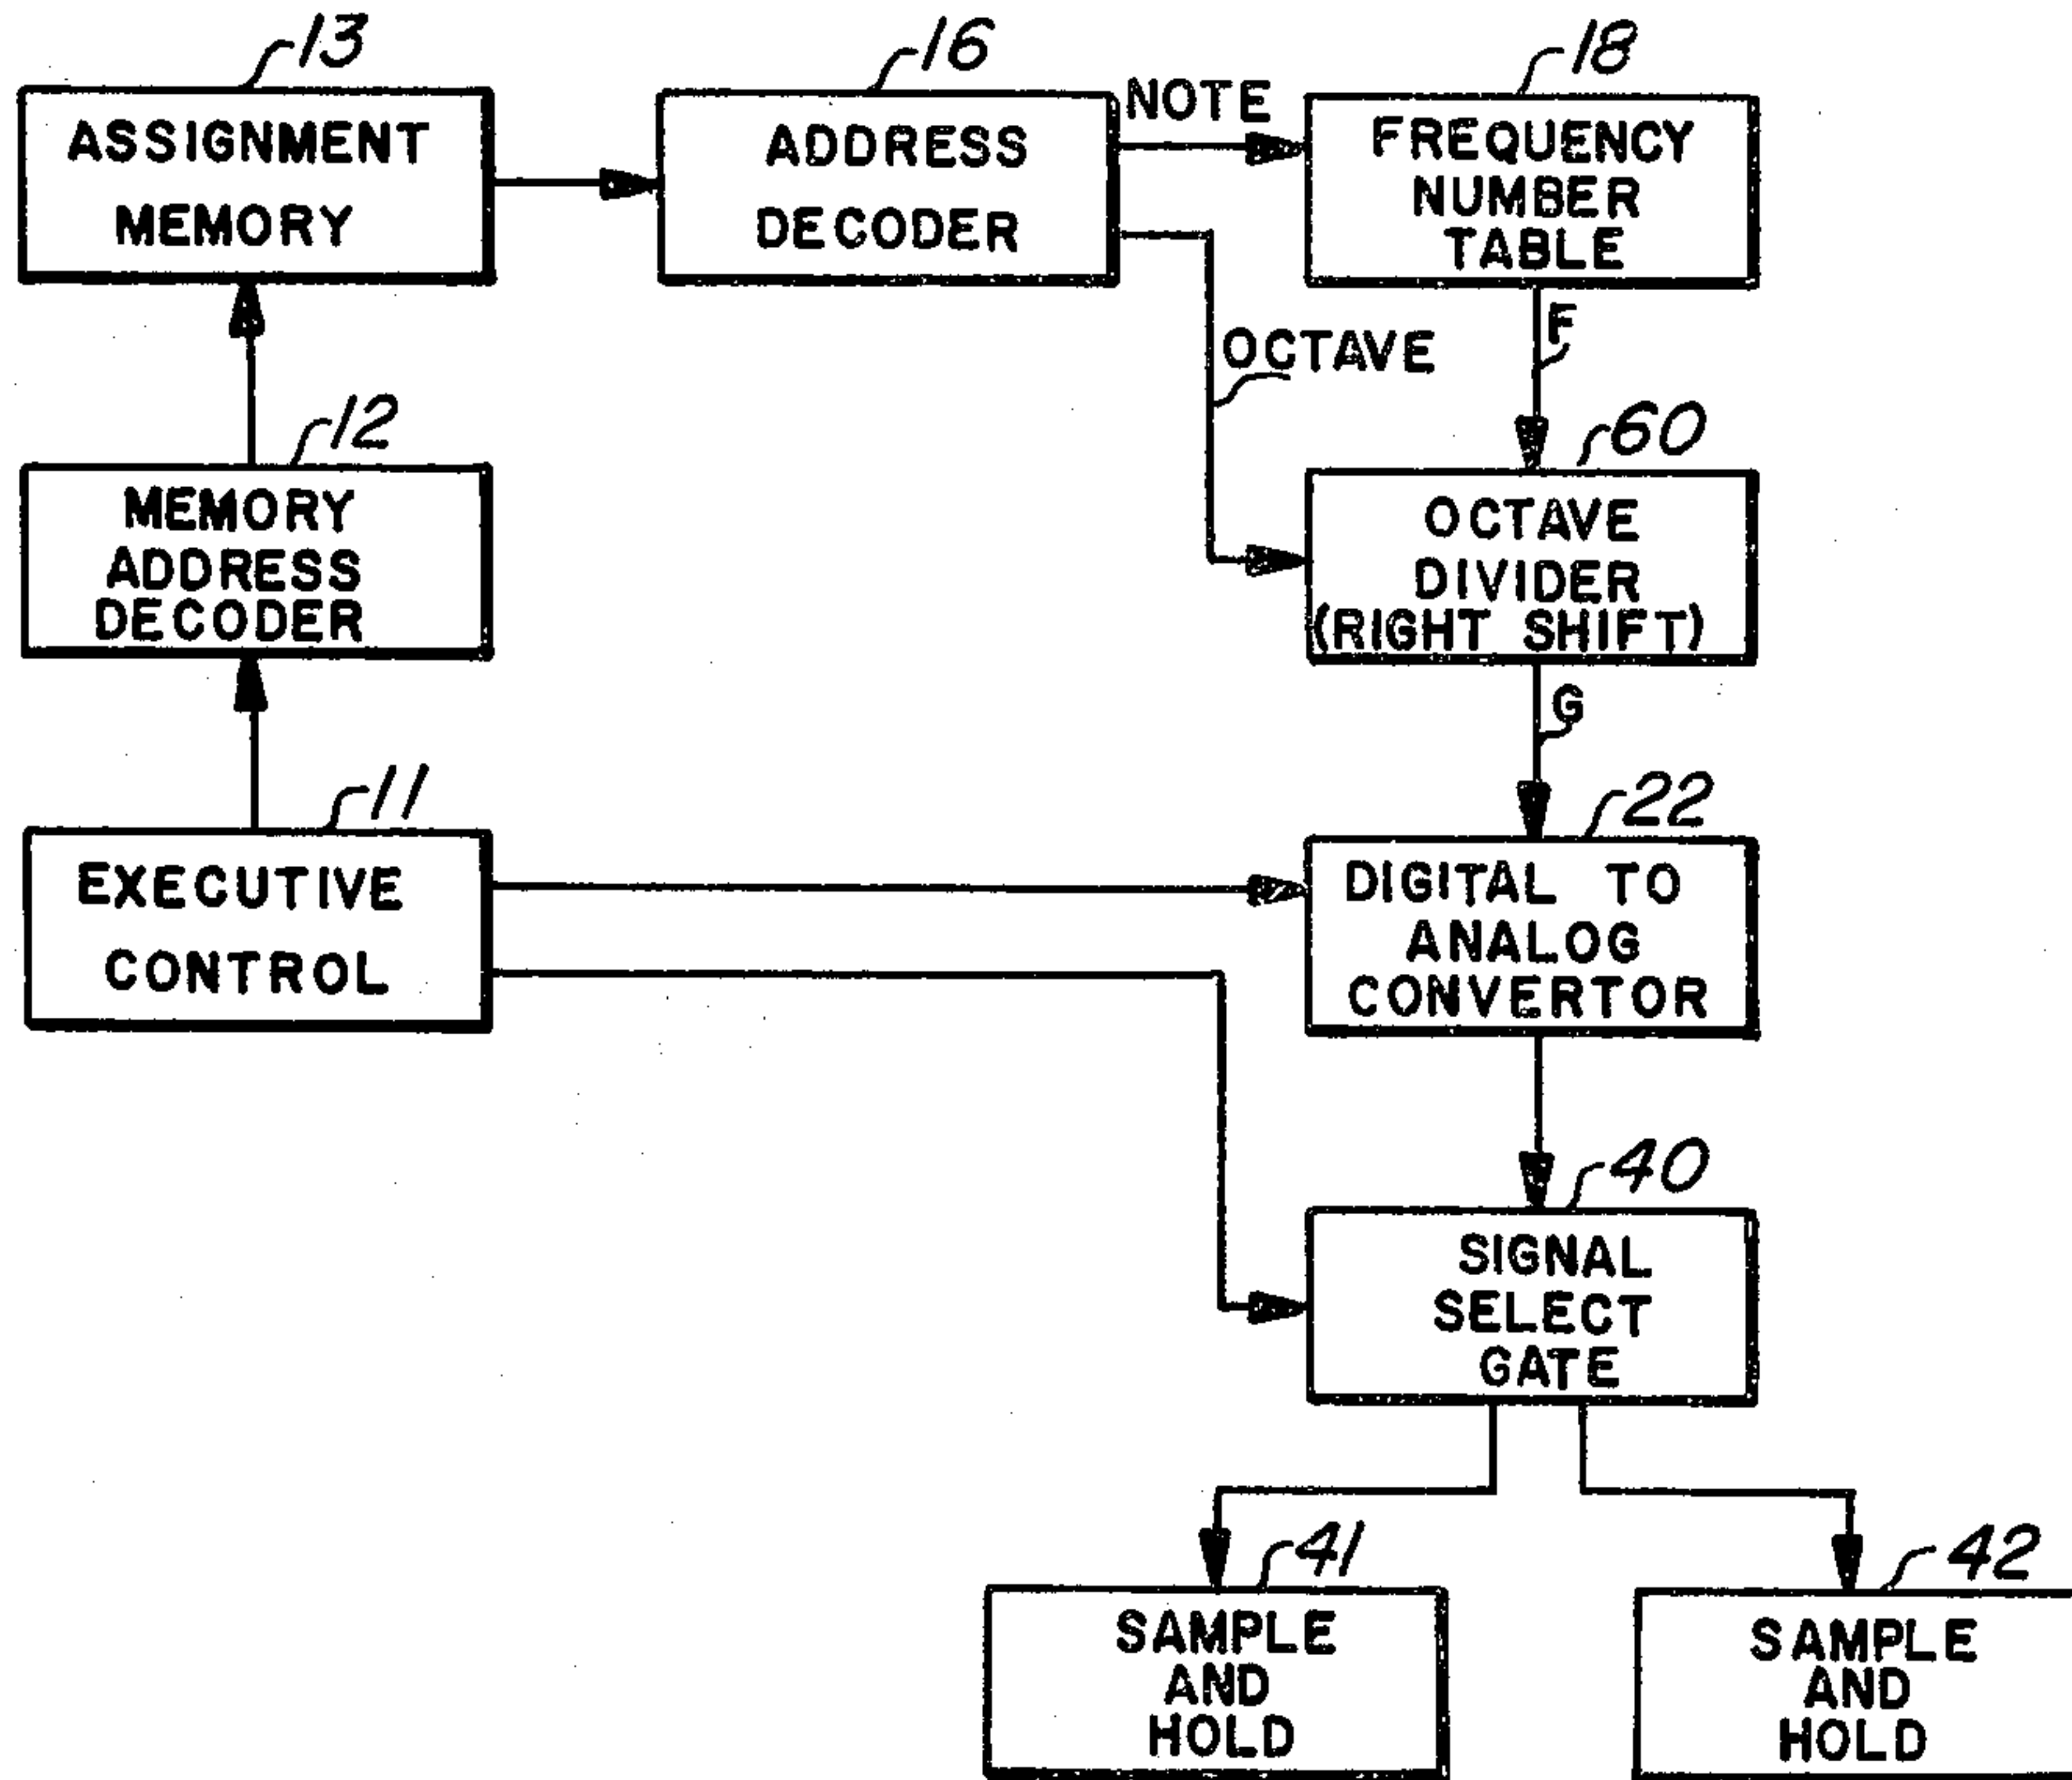 13
ASSIGNMENT
MEMORY
16
ADDRESS
DECODER
NOTE
18
FREQUENCY
NUMBER
TABLE
OCTAVE
F
12
MEMORY
ADDRESS
DECODER
60
OCTAVE
DIVIDER
(RIGHT SHIFT)
G
11
EXECUTIVE
CONTROL
22
DIGITAL TO
ANALOG
CONVERTOR
40
SIGNAL
SELECT
GATE
41
SAMPLE
AND
HOLD
42
SAMPLE
AND
HOLD